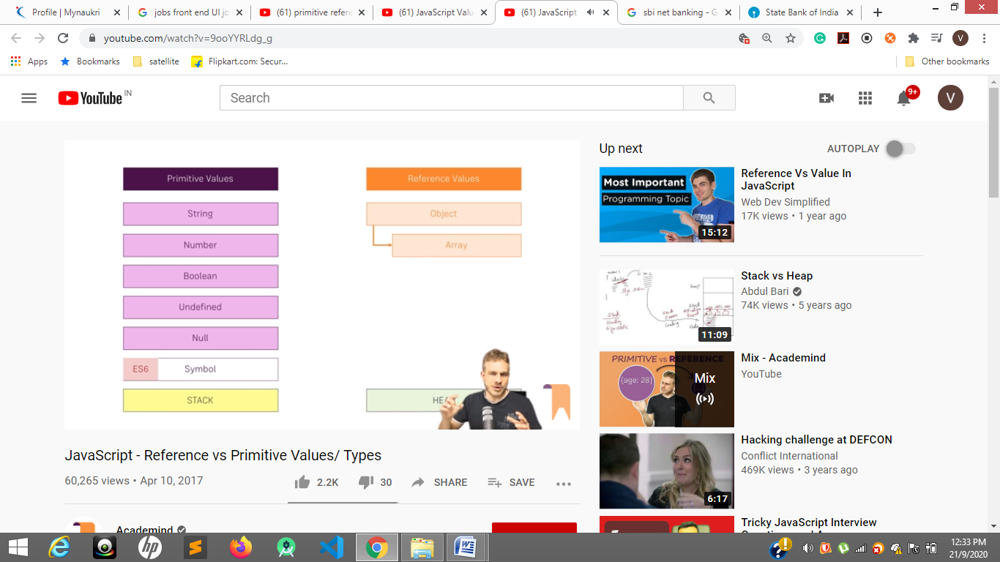 Profile | Mynaukri
jobs front end UI jo
(61) primitive refere
(61) JavaScript Valu
(61) JavaScript
sbi net banking - G
State Bank of India
youtube.com/watch?v=9ooYYRLdg_g
V
Apps
Bookmarks
satellite
Flipkart.com: Secur...
Other bookmarks
YouTube IN
Search
9+
V
Primitive Values
String
Number
Boolean
Undefined
Null
ES6 Symbol
STACK
Reference Values
Object
Array
JavaScript - Reference vs Primitive Values/ Types
60,265 views • Apr 10, 2017
2.2K
30
SHARE
SAVE
Academind
Up next
AUTOPLAY
Most Important
Programming Topic
15:12
Reference Vs Value In
JavaScript
Web Dev Simplified
17K views • 1 year ago
11:09
Stack vs Heap
Abdul Bari
74K views • 5 years ago
PRIMITIVE vs REFERENCE
{age: 28}
Mix
Mix - Academind
YouTube
6:17
Hacking challenge at DEFCON
Conflict International
469K views • 3 years ago
Tricky JavaScript Interview
12:33 PM
21/9/2020